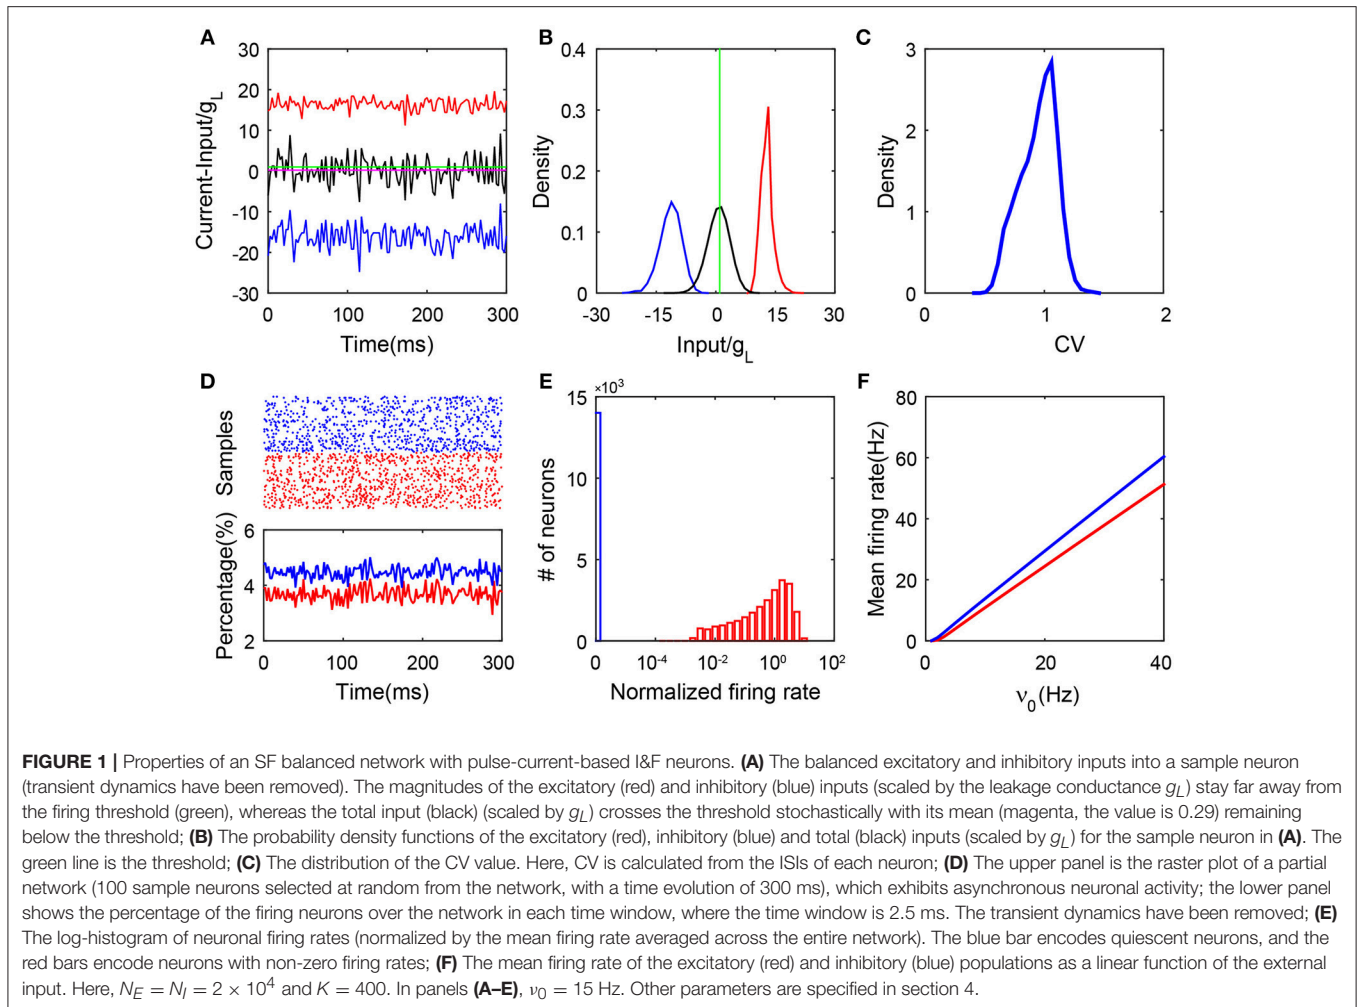 A
30
20
10
0
-10
-20
-30
Current-Input/gL
0
100
200
300
Time(ms)
B
0.4
0.3
0.2
0.1
0
Density
-30
-15
0
15
30
Input/gL
C
3
2
1
0
Density
0
1
2
CV
D
Samples
6
4
2
Percentage(%)
0
100
200
300
Time(ms)
E
×10³
15
10
5
0
# of neurons
0
10⁻⁴
10⁻²
10⁰
10²
Normalized firing rate
F
80
60
40
20
0
Mean firing rate(Hz)
0
20
40
ν0(Hz)
FIGURE 1 | Properties of an SF balanced network with pulse-current-based I&F neurons. (A) The balanced excitatory and inhibitory inputs into a sample neuron
(transient dynamics have been removed). The magnitudes of the excitatory (red) and inhibitory (blue) inputs (scaled by the leakage conductance gL) stay far away from
the firing threshold (green), whereas the total input (black) (scaled by gL) crosses the threshold stochastically with its mean (magenta, the value is 0.29) remaining
below the threshold; (B) The probability density functions of the excitatory (red), inhibitory (blue) and total (black) inputs (scaled by gL) for the sample neuron in (A). The
green line is the threshold; (C) The distribution of the CV value. Here, CV is calculated from the ISIs of each neuron; (D) The upper panel is the raster plot of a partial
network (100 sample neurons selected at random from the network, with a time evolution of 300 ms), which exhibits asynchronous neuronal activity; the lower panel
shows the percentage of the firing neurons over the network in each time window, where the time window is 2.5 ms. The transient dynamics have been removed; (E)
The log-histogram of neuronal firing rates (normalized by the mean firing rate averaged across the entire network). The blue bar encodes quiescent neurons, and the
red bars encode neurons with non-zero firing rates; (F) The mean firing rate of the excitatory (red) and inhibitory (blue) populations as a linear function of the external
input. Here, NE = NI = 2 × 10⁴ and K = 400. In panels (A–E), ν0 = 15 Hz. Other parameters are specified in section 4.